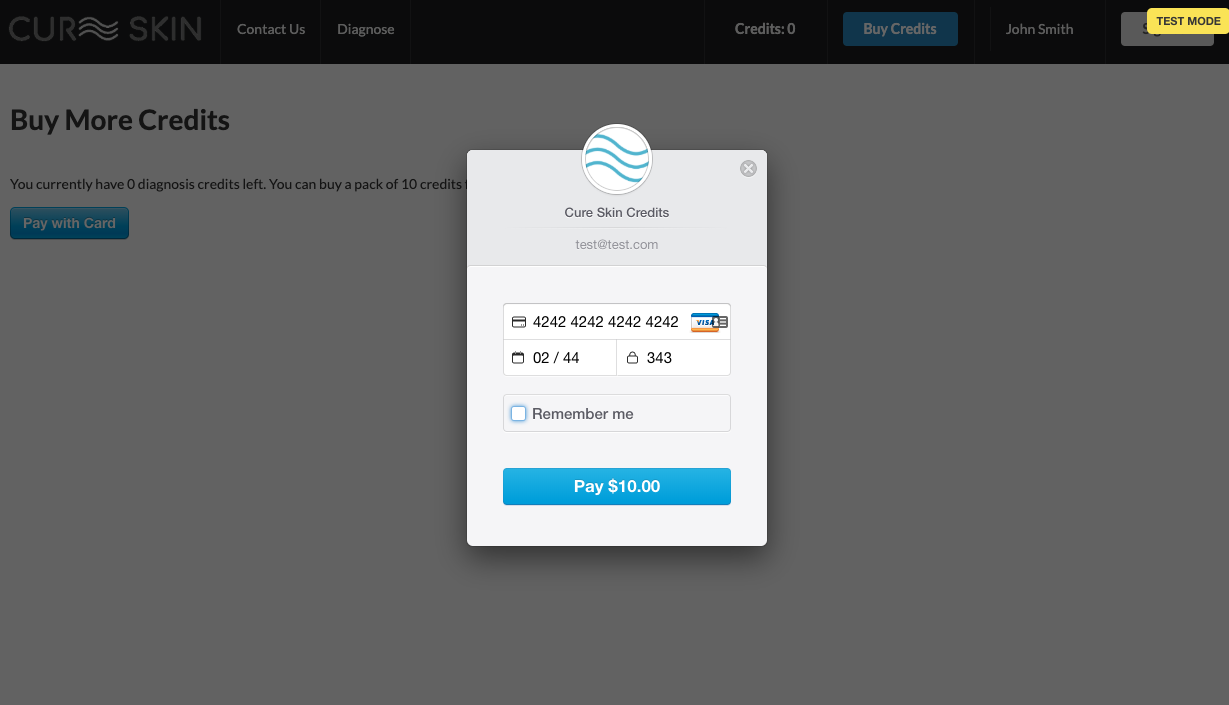 CURE SKIN
Contact Us
Diagnose
Credits: 0
Buy Credits
John Smith
TEST MODE
Buy More Credits
You currently have 0 diagnosis credits left. You can buy a pack of 10 credits
Pay with Card
Cure Skin Credits
test@test.com
4242 4242 4242 4242
VISA
02 / 44
343
Remember me
Pay $10.00